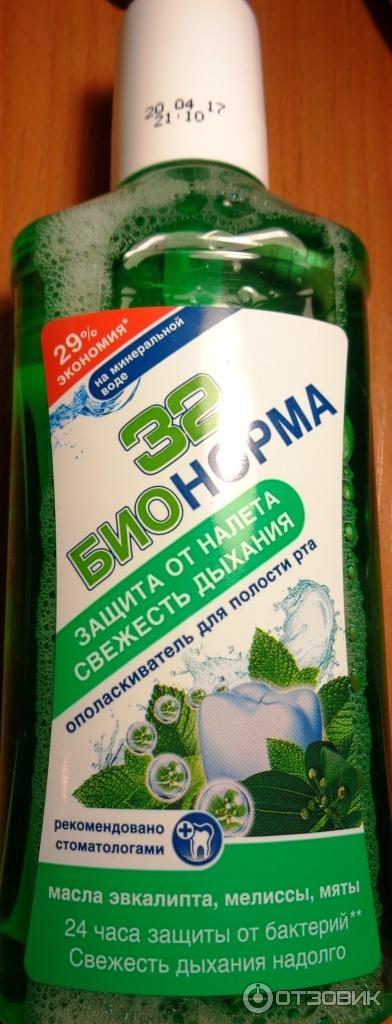 20 04 17
21:10
29%
ЭКОНОМИЯ*
на минеральной
воде
32
БИОНОРМА
ЗАЩИТА ОТ НАЛЕТА
СВЕЖЕСТЬ ДЫХАНИЯ
ополаскиватель для полости рта
рекомендовано
стоматологами
масла эвкалипта, мелиссы, мяты
24 часа защиты от бактерий**
Свежесть дыхания надолго
ОТЗОВИК